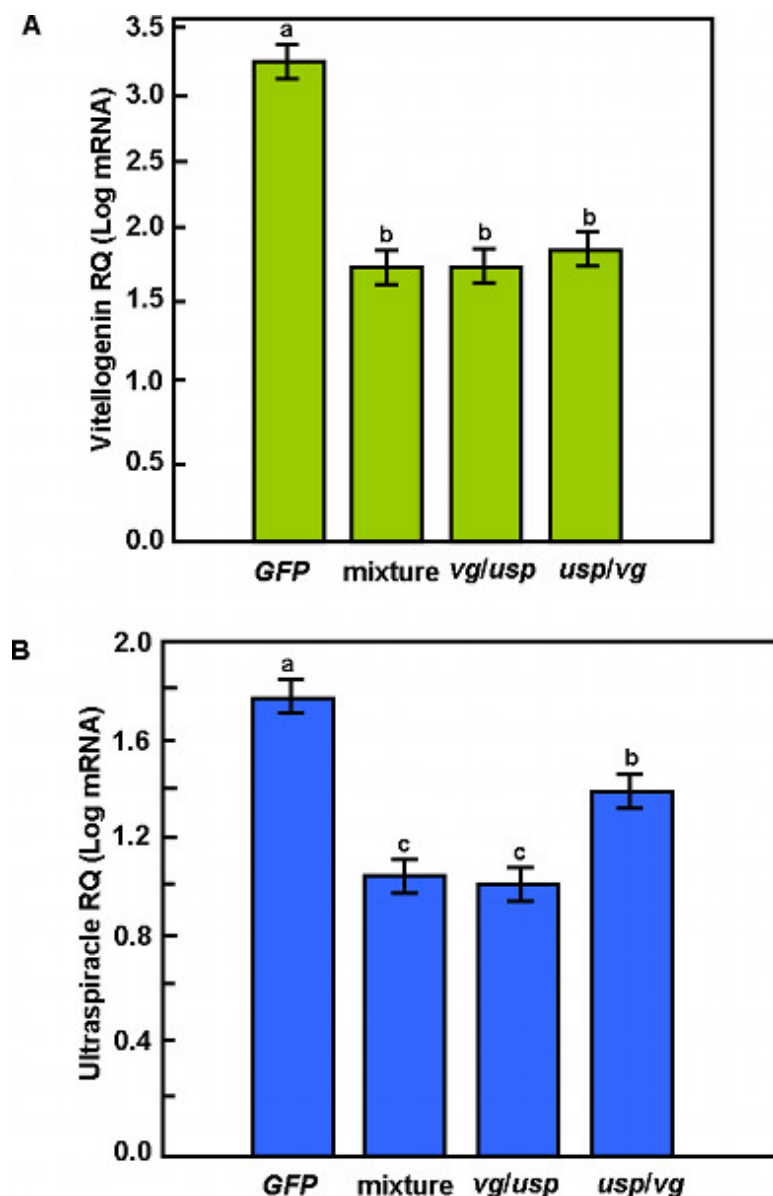 A
Vitellogenin RQ (Log mRNA)
3.5
3.0
2.5
2.0
1.5
1.0
0.5
0.0
a
b
b
b
GFP mixture vg/usp usp/vg
B
Ultraspiracle RQ (Log mRNA)
2.0
1.6
1.2
0.8
0.4
0.0
a
c
c
b
GFP mixture vg/usp usp/vg